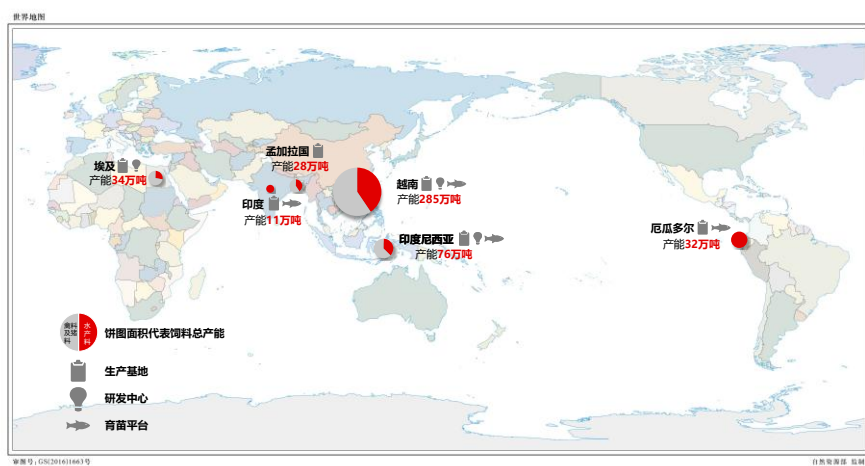 世界地图
孟加拉国
产能28万吨
埃及
产能34万吨
越南
产能285万吨
印度
产能11万吨
印度尼西亚
产能76万吨
厄瓜多尔
产能32万吨
禽料
及猪
料
水
产
料
饼图面积代表饲料总产能
生产基地
研发中心
育苗平台
审图号:GS(2016)1663号
自然资源部 监制